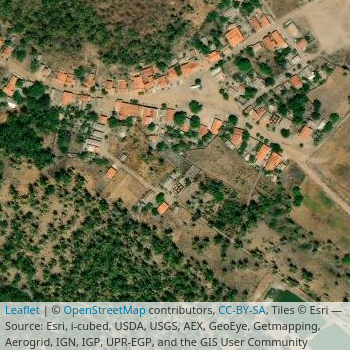 Leaflet | © OpenStreetMap contributors, CC-BY-SA, Tiles © Esri —
Source: Esri, i-cubed, USDA, USGS, AEX, GeoEye, Getmapping,
Aerogrid, IGN, IGP, UPR-EGP, and the GIS User Community